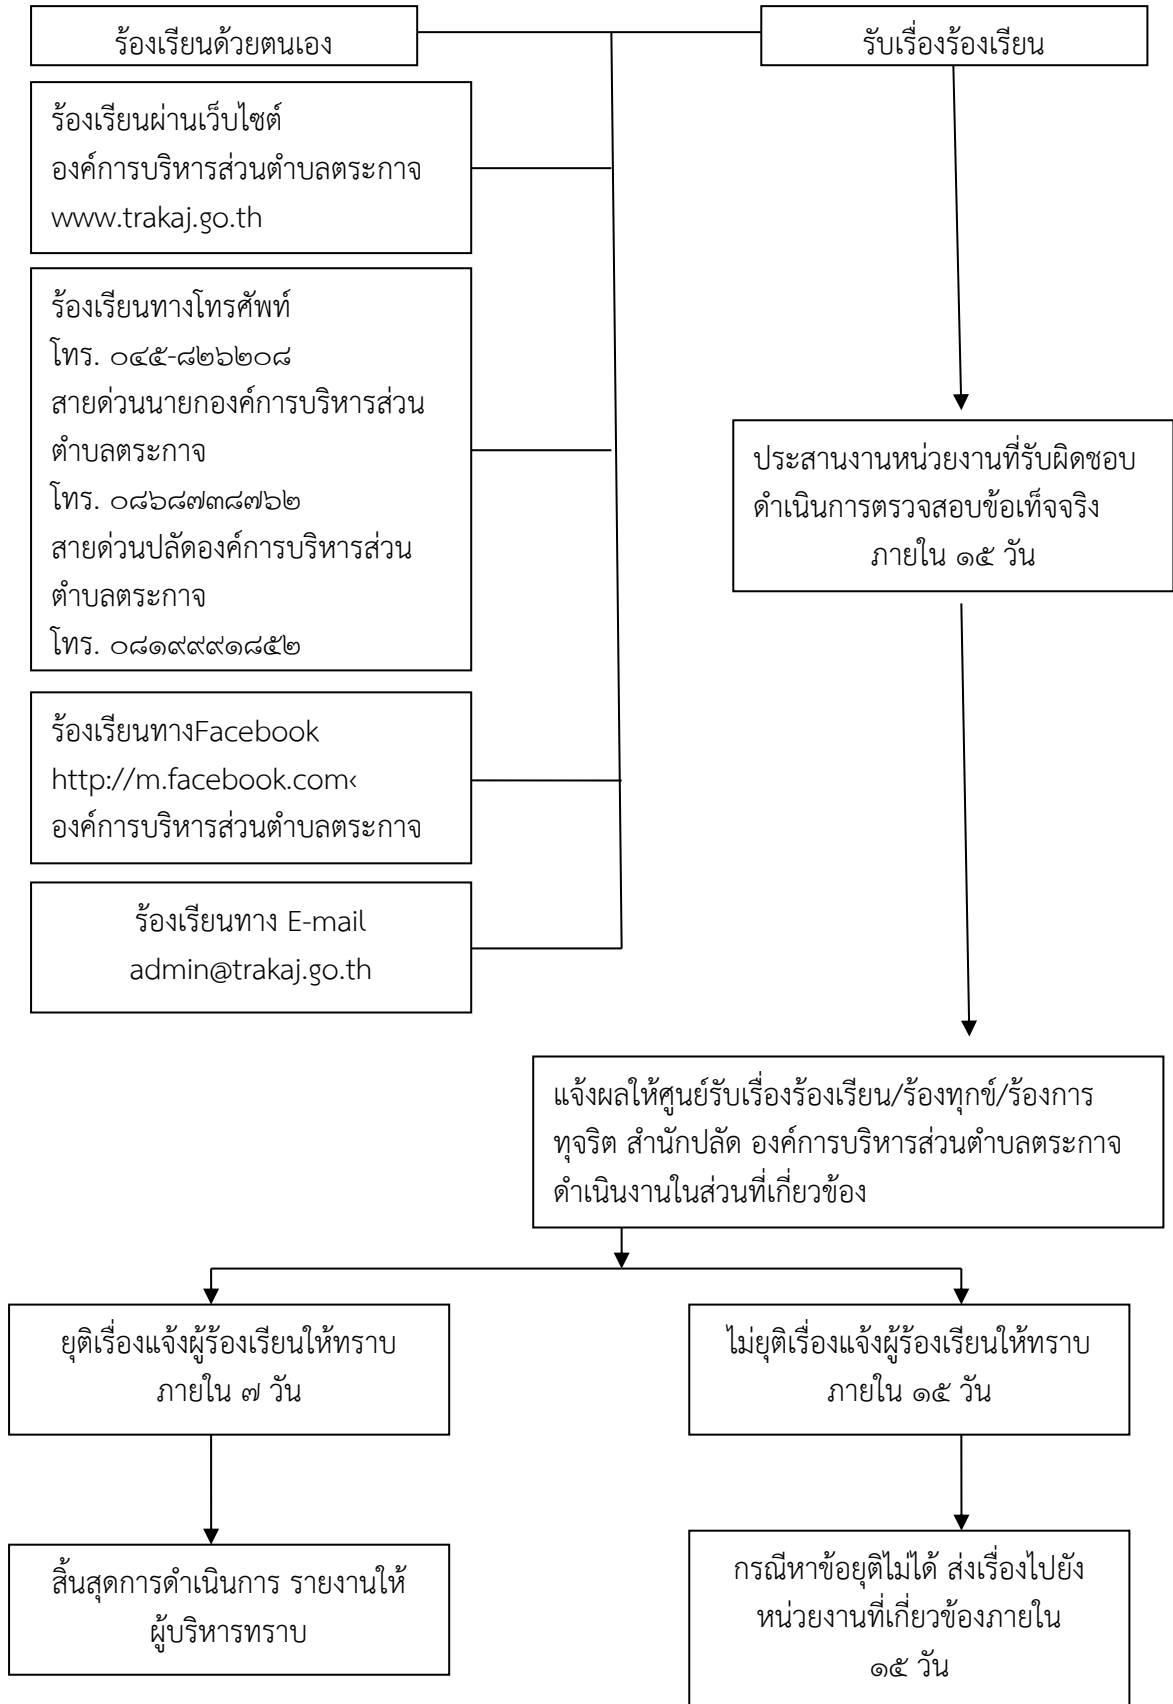 ร้องเรียนด้วยตนเอง
รับเรื่องร้องเรียน
ร้องเรียนผ่านเว็บไซต์
องค์การบริหารส่วนตำบลตระกาจ
www.trakaj.go.th
ร้องเรียนทางโทรศัพท์
โทร. ๐๔๕-๘๒๖๒๐๘
สายด่วนนายกองค์การบริหารส่วน
ตำบลตระกาจ
โทร. ๐๘๖๘๗๓๘๗๖๒
สายด่วนปลัดองค์การบริหารส่วน
ตำบลตระกาจ
โทร. ๐๘๑๙๙๙๑๘๕๒
ประสานงานหน่วยงานที่รับผิดชอบ
ดำเนินการตรวจสอบข้อเท็จจริง
ภายใน ๑๕ วัน
ร้องเรียนทางFacebook
http://m.facebook.com‹
องค์การบริหารส่วนตำบลตระกาจ
ร้องเรียนทาง E-mail
admin@trakaj.go.th
แจ้งผลให้ศูนย์รับเรื่องร้องเรียน/ร้องทุกข์/ร้องการ
ทุจริต สำนักปลัด องค์การบริหารส่วนตำบลตระกาจ
ดำเนินงานในส่วนที่เกี่ยวข้อง
ยุติเรื่องแจ้งผู้ร้องเรียนให้ทราบ
ภายใน ๗ วัน
ไม่ยุติเรื่องแจ้งผู้ร้องเรียนให้ทราบ
ภายใน ๑๕ วัน
สิ้นสุดการดำเนินการ รายงานให้
ผู้บริหารทราบ
กรณีหาข้อยุติไม่ได้ ส่งเรื่องไปยัง
หน่วยงานที่เกี่ยวข้องภายใน
๑๕ วัน